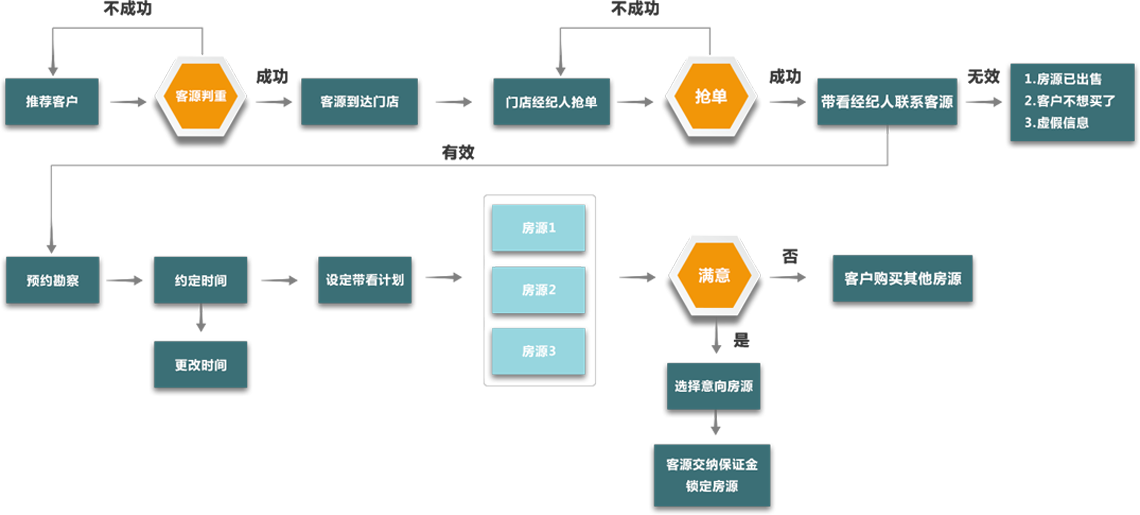 不成功
不成功
推荐客户
客源判重
成功
客源到达门店
门店经纪人抢单
抢单
成功
带看经纪人联系客源
无效
1.房源已出售
2.客户不想买了
3.虚假信息
有效
预约勘察
约定时间
设定带看计划
房源1
房源2
房源3
满意
否
客户购买其他房源
更改时间
是
选择意向房源
客源交纳保证金
锁定房源